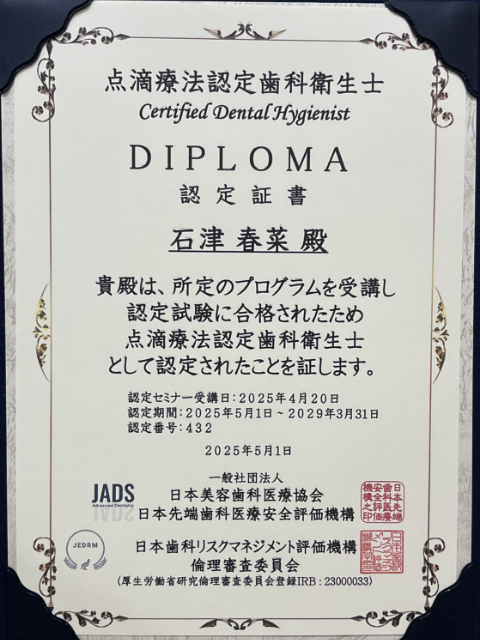 点滴療法認定歯科衛生士
Certified Dental Hygienist
DIPLOMA
認定証書
石津 春菜 殿
貴殿は、所定のプログラムを受講し
認定試験に合格されたため
点滴療法認定歯科衛生士
として認定されたことを証します。
認定セミナー受講日:2025年4月20日
認定期間:2025年5月1日~2029年3月31日
認定番号:432
2025年5月1日
一般社団法人
JADS
Advanced Dentistry
日本美容歯科医療協会
日本先端歯科医療安全評価機構
JEDRM
日本歯科リスクマネジメント評価機構
倫理審査委員会
(厚生労働省研究倫理審査委員会登録IRB:23000033)